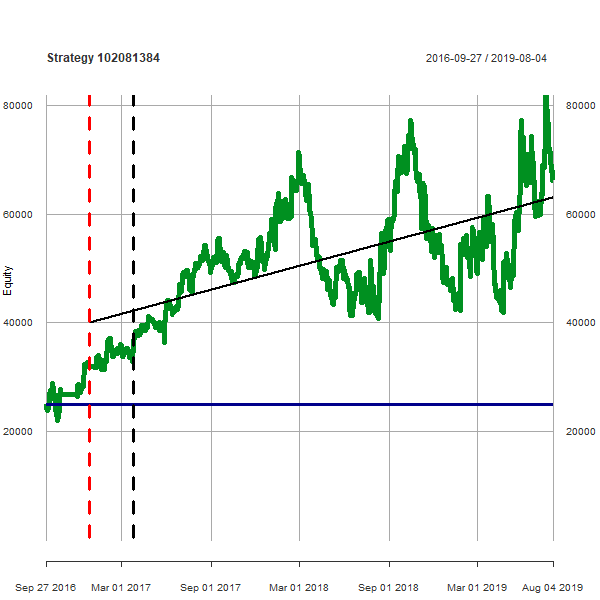 Strategy 102081384 2016-09-27 / 2019-08-04
80000 80000
60000 60000
Equity
40000 40000
20000 20000
Sep 27 2016 Mar 01 2017 Sep 01 2017 Mar 01 2018 Sep 01 2018 Mar 01 2019 Aug 04 2019